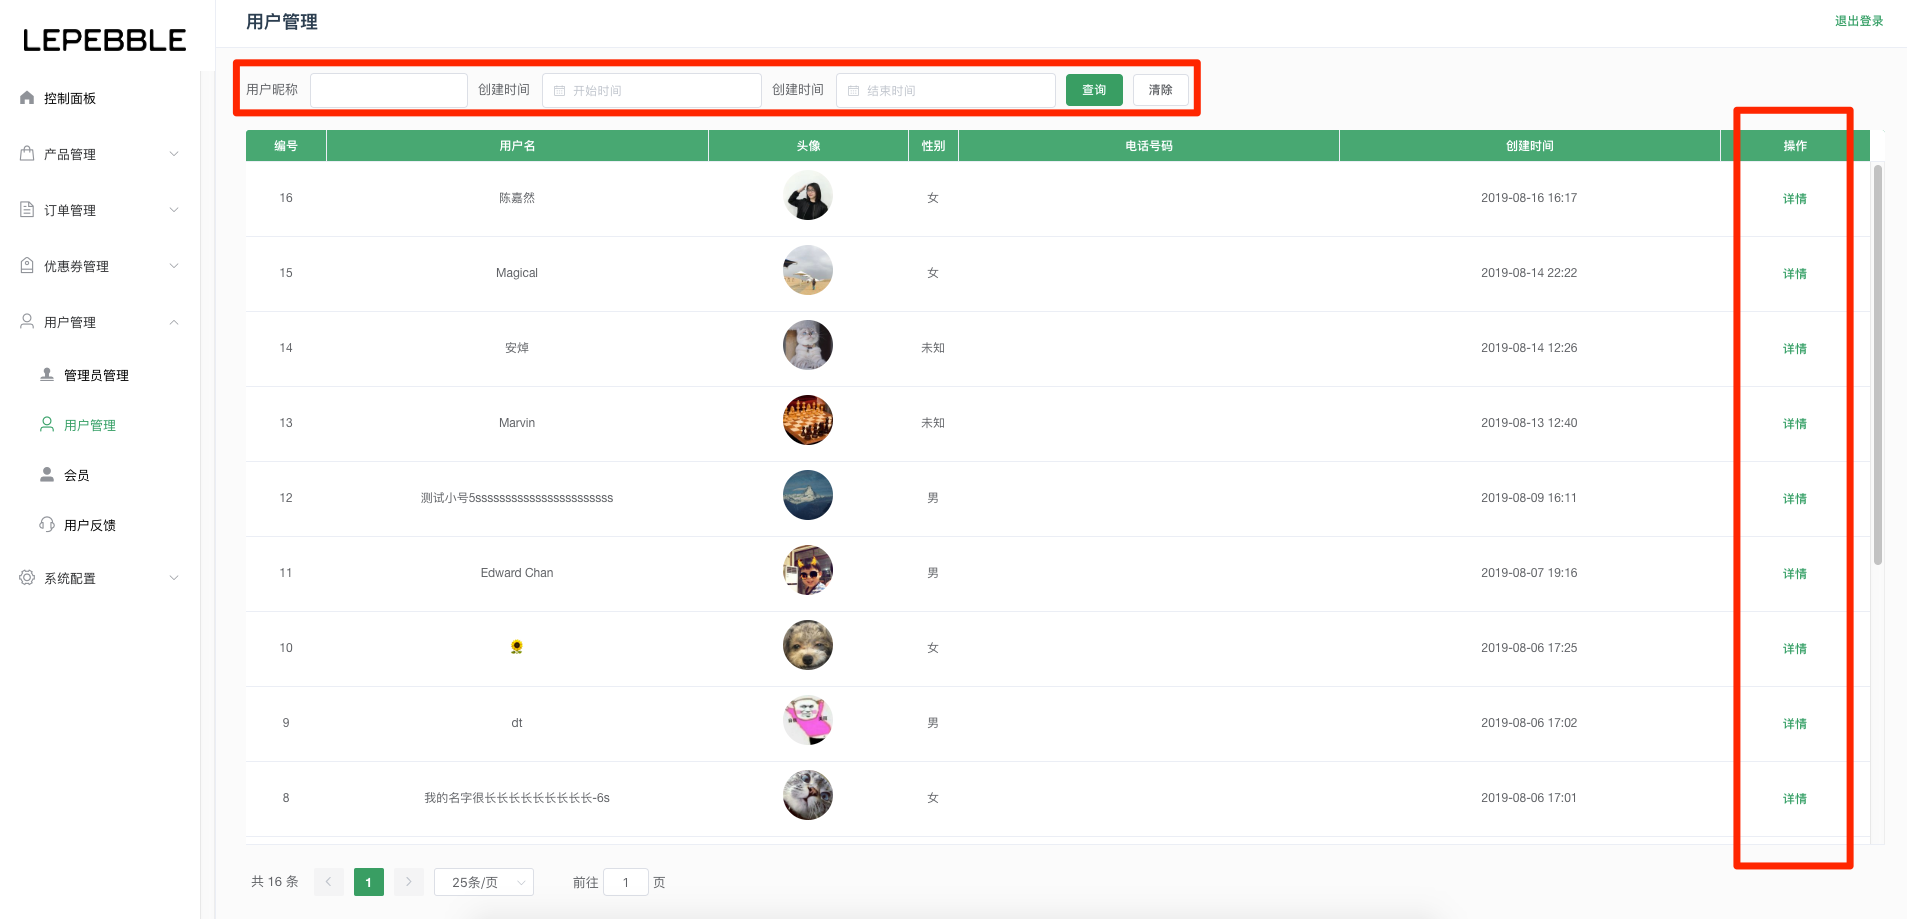 LEPEBBLE
控制面板
产品管理
订单管理
优惠券管理
用户管理
管理员管理
用户管理
会员
用户反馈
系统配置
用户管理 退出登录
用户昵称 创建时间 开始时间 创建时间 结束时间 查询 清除
编号 用户名 头像 性别 电话号码 创建时间 操作
16 陈嘉然 女 2019-08-16 16:17 详情
15 Magical 女 2019-08-14 22:22 详情
14 安焯 未知 2019-08-14 12:26 详情
13 Marvin 未知 2019-08-13 12:40 详情
12 测试小号5sssssssssssssssssssssss 男 2019-08-09 16:11 详情
11 Edward Chan 男 2019-08-07 19:16 详情
10 🌻 女 2019-08-06 17:25 详情
9 dt 男 2019-08-06 17:02 详情
8 我的名字很长长长长长长长长长-6s 女 2019-08-06 17:01 详情
共 16 条 1 25条/页 前往 1 页